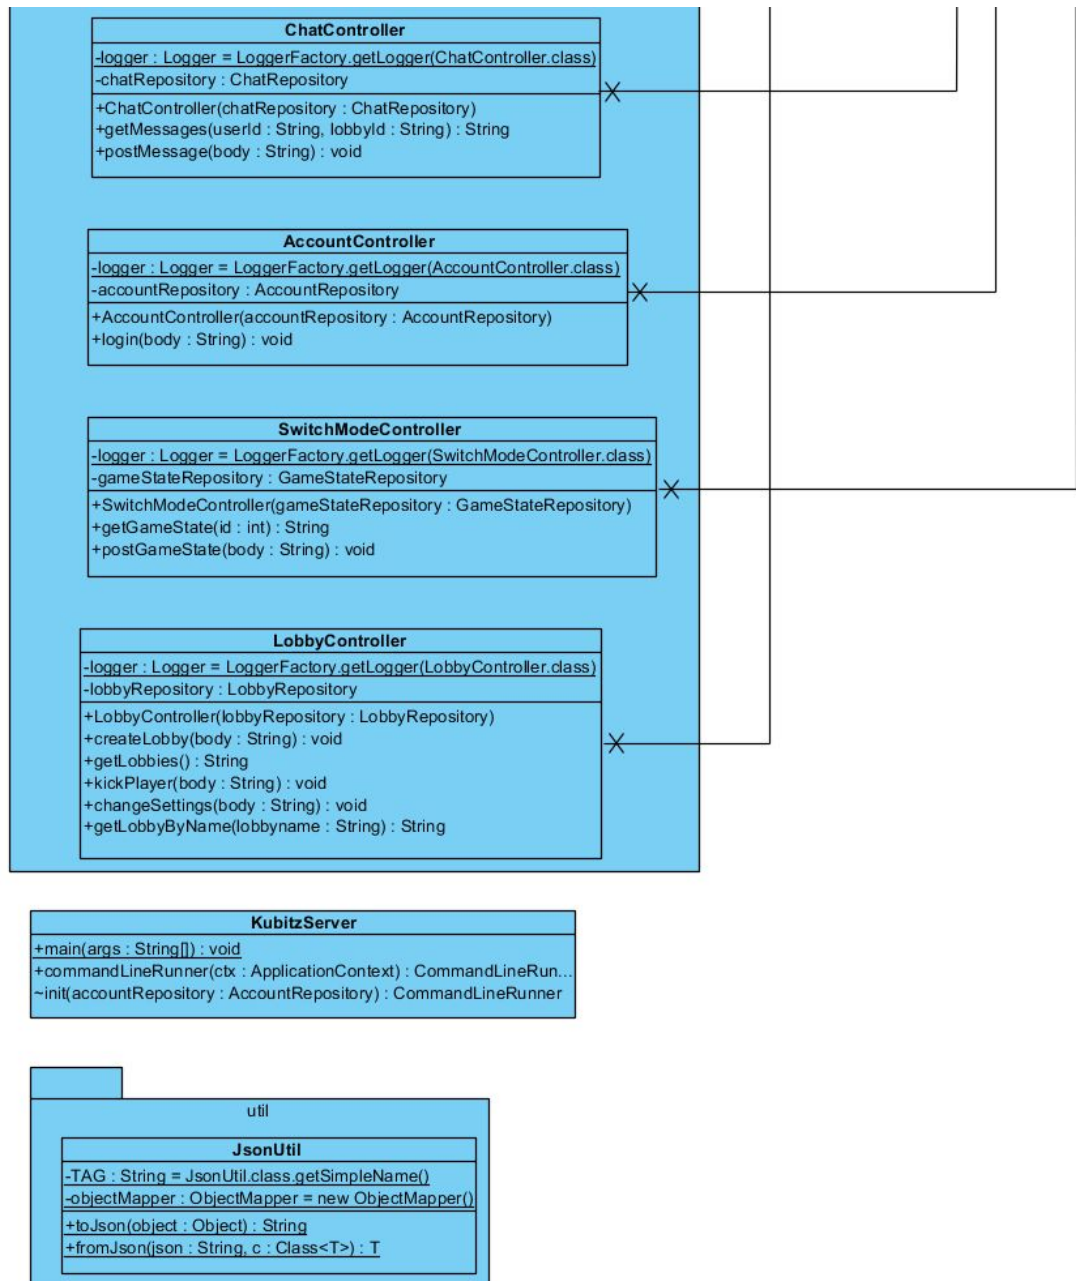 ChatController
-logger : Logger = LoggerFactory.getLogger(ChatController.class)
-chatRepository : ChatRepository
+ChatController(chatRepository : ChatRepository)
+getMessages(userId : String, lobbyId : String) : String
+postMessage(body : String) : void
AccountController
-logger : Logger = LoggerFactory.getLogger(AccountController.class)
-accountRepository : AccountRepository
+AccountController(accountRepository : AccountRepository)
+login(body : String) : void
SwitchModeController
-logger : Logger = LoggerFactory.getLogger(SwitchModeController.class)
-gameStateRepository : GameStateRepository
+SwitchModeController(gameStateRepository : GameStateRepository)
+getGameState(id : int) : String
+postGameState(body : String) : void
LobbyController
-logger : Logger = LoggerFactory.getLogger(LobbyController.class)
-lobbyRepository : LobbyRepository
+LobbyController(lobbyRepository : LobbyRepository)
+createLobby(body : String) : void
+getLobbies() : String
+kickPlayer(body : String) : void
+changeSettings(body : String) : void
+getLobbyByName(lobbyname : String) : String
KubitzServer
+main(args : String[]) : void
+commandLineRunner(ctx : ApplicationContext) : CommandLineRun...
~init(accountRepository : AccountRepository) : CommandLineRunner
util
JsonUtil
-TAG : String = JsonUtil.class.getSimpleName()
-objectMapper : ObjectMapper = new ObjectMapper()
+toJson(object : Object) : String
+fromJson(json : String, c : Class<T>) : T